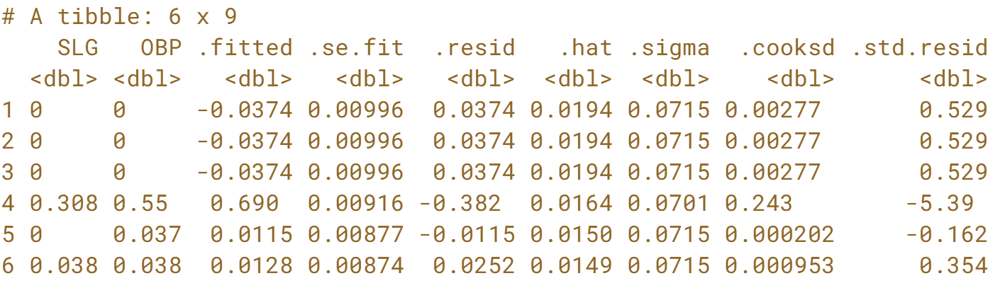 # A tibble: 6 x 9
    SLG   OBP .fitted .se.fit  .resid   .hat .sigma  .cooksd .std.resid
  <dbl> <dbl>   <dbl>   <dbl>   <dbl>  <dbl>  <dbl>    <dbl>      <dbl>
1 0     0     -0.0374 0.00996  0.0374 0.0194 0.0715 0.00277       0.529
2 0     0     -0.0374 0.00996  0.0374 0.0194 0.0715 0.00277       0.529
3 0     0     -0.0374 0.00996  0.0374 0.0194 0.0715 0.00277       0.529
4 0.308 0.55   0.690  0.00916 -0.382  0.0164 0.0701 0.243        -5.39
5 0     0.037  0.0115 0.00877 -0.0115 0.0150 0.0715 0.000202     -0.162
6 0.038 0.038  0.0128 0.00874  0.0252 0.0149 0.0715 0.000953      0.354